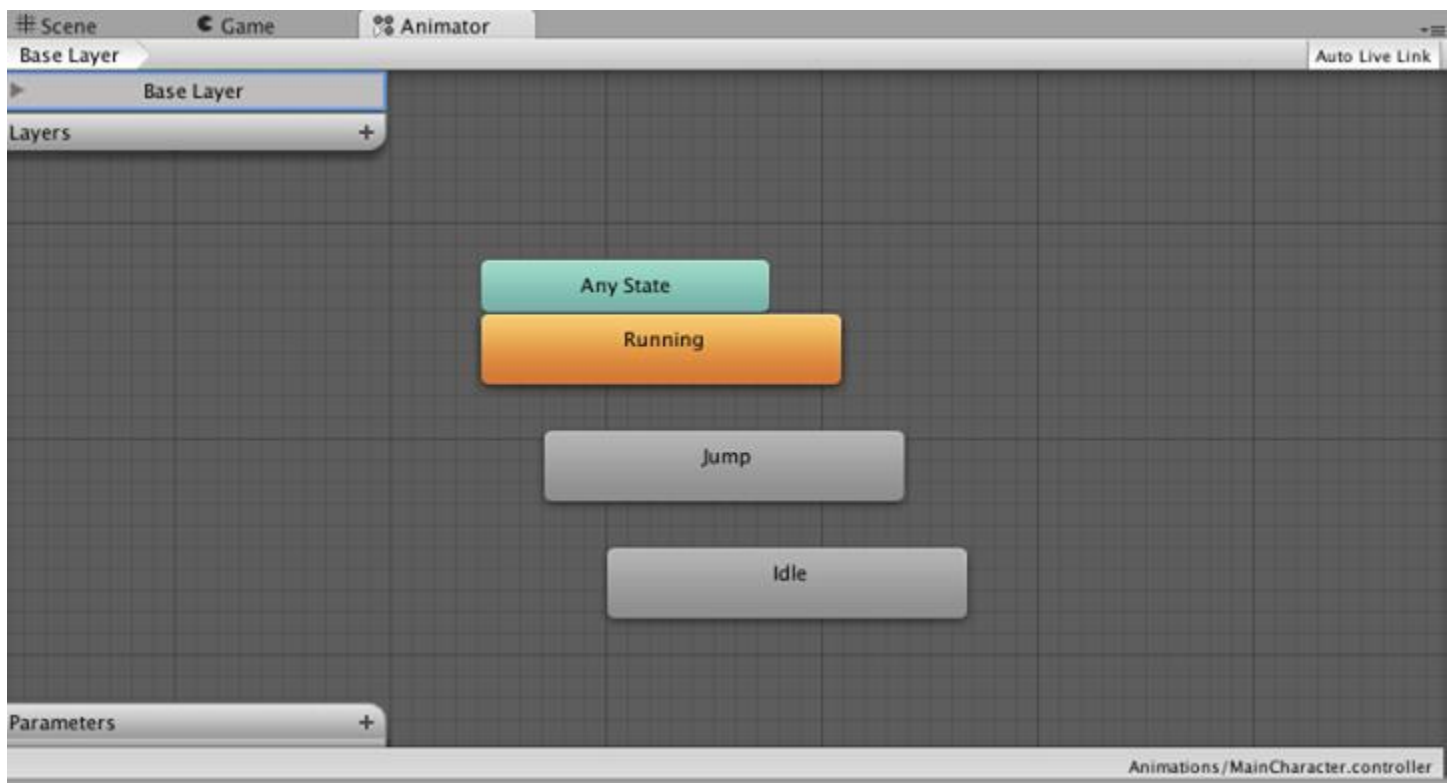 Scene Game Animator
Base Layer Auto Live Link
Base Layer
Layers +
Any State
Running
Jump
Idle
Parameters +
Animations/MainCharacter.controller